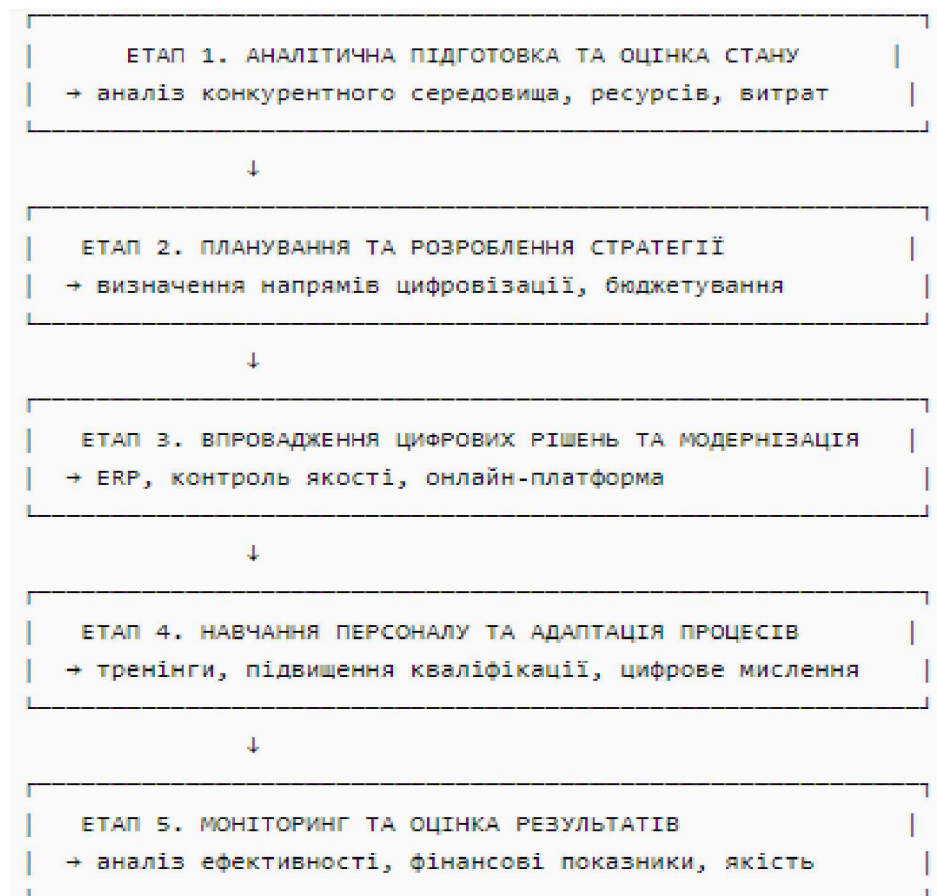 ЕТАП 1. АНАЛІТИЧНА ПІДГОТОВКА ТА ОЦІНКА СТАНУ
→ аналіз конкурентного середовища, ресурсів, витрат
↓
ЕТАП 2. ПЛАНУВАННЯ ТА РОЗРОБЛЕННЯ СТРАТЕГІЇ
→ визначення напрямів цифровізації, бюджетування
↓
ЕТАП 3. ВПРОВАДЖЕННЯ ЦИФРОВИХ РІШЕНЬ ТА МОДЕРНІЗАЦІЯ
→ ERP, контроль якості, онлайн-платформа
↓
ЕТАП 4. НАВЧАННЯ ПЕРСОНАЛУ ТА АДАПТАЦІЯ ПРОЦЕСІВ
→ тренінги, підвищення кваліфікації, цифрове мислення
↓
ЕТАП 5. МОНІТОРИНГ ТА ОЦІНКА РЕЗУЛЬТАТІВ
→ аналіз ефективності, фінансові показники, якість